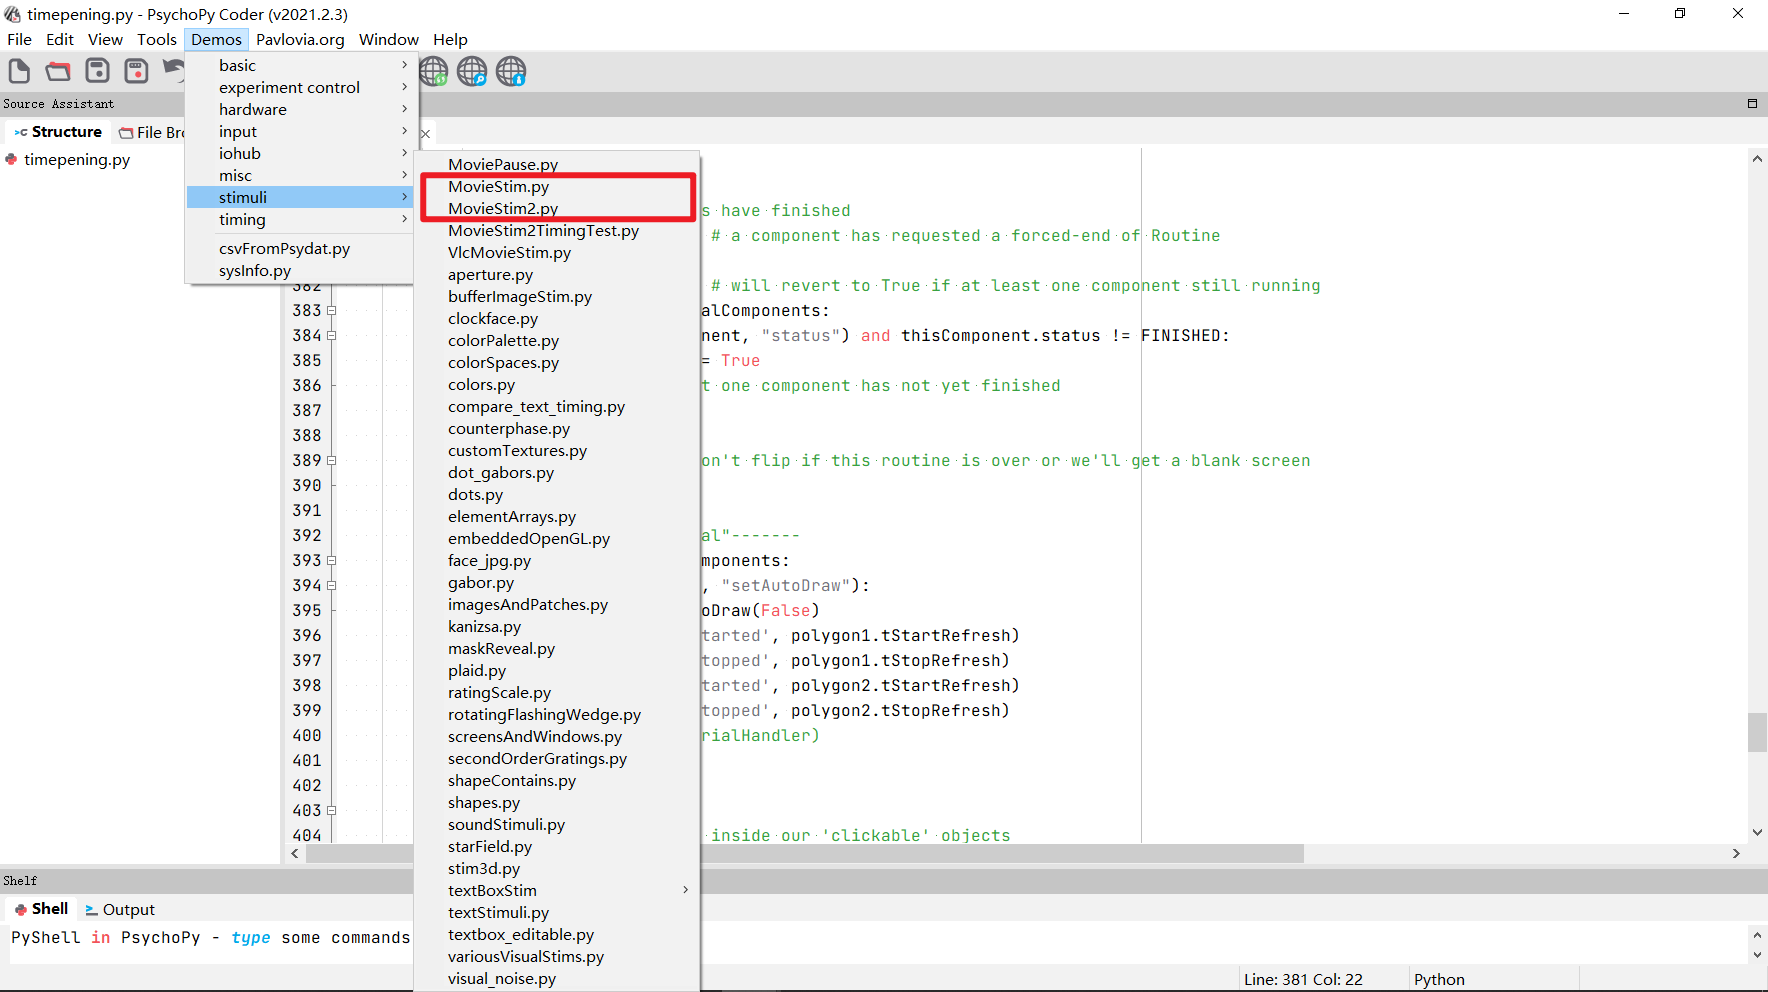 timepening.py - PsychoPy Coder (v2021.2.3)
File Edit View Tools Demos Pavlovia.org Window Help
Source Assistant
Structure File Bro
timepening.py
basic
experiment control
hardware
input
iohub
misc
stimuli
timing
csvFromPsydat.py
sysInfo.py
MoviePause.py
MovieStim.py
MovieStim2.py
MovieStim2TimingTest.py
VlcMovieStim.py
aperture.py
bufferImageStim.py
clockface.py
colorPalette.py
colorSpaces.py
colors.py
compare_text_timing.py
counterphase.py
customTextures.py
dot_gabors.py
dots.py
elementArrays.py
embeddedOpenGL.py
face_jpg.py
gabor.py
imagesAndPatches.py
kanizsa.py
maskReveal.py
plaid.py
ratingScale.py
rotatingFlashingWedge.py
screensAndWindows.py
secondOrderGratings.py
shapeContains.py
shapes.py
soundStimuli.py
starField.py
stim3d.py
textBoxStim
textStimuli.py
textbox_editable.py
variousVisualStims.py
visual_noise.py
s have finished
# a component has requested a forced-end of Routine
382 # will revert to True if at least one component still running
383 alComponents:
384 nent, "status") and thisComponent.status != FINISHED:
385 = True
386 t one component has not yet finished
387
388
389 on't flip if this routine is over or we'll get a blank screen
390
391
392 al"-------
393 mponents:
394 , "setAutoDraw"):
395 oDraw(False)
396 tarted', polygon1.tStartRefresh)
397 topped', polygon1.tStopRefresh)
398 tarted', polygon2.tStartRefresh)
399 topped', polygon2.tStopRefresh)
400 rialHandler)
401
402
403
404 inside our 'clickable' objects
Shelf
Shell Output
PyShell in PsychoPy - type some commands
Line: 381 Col: 22 Python